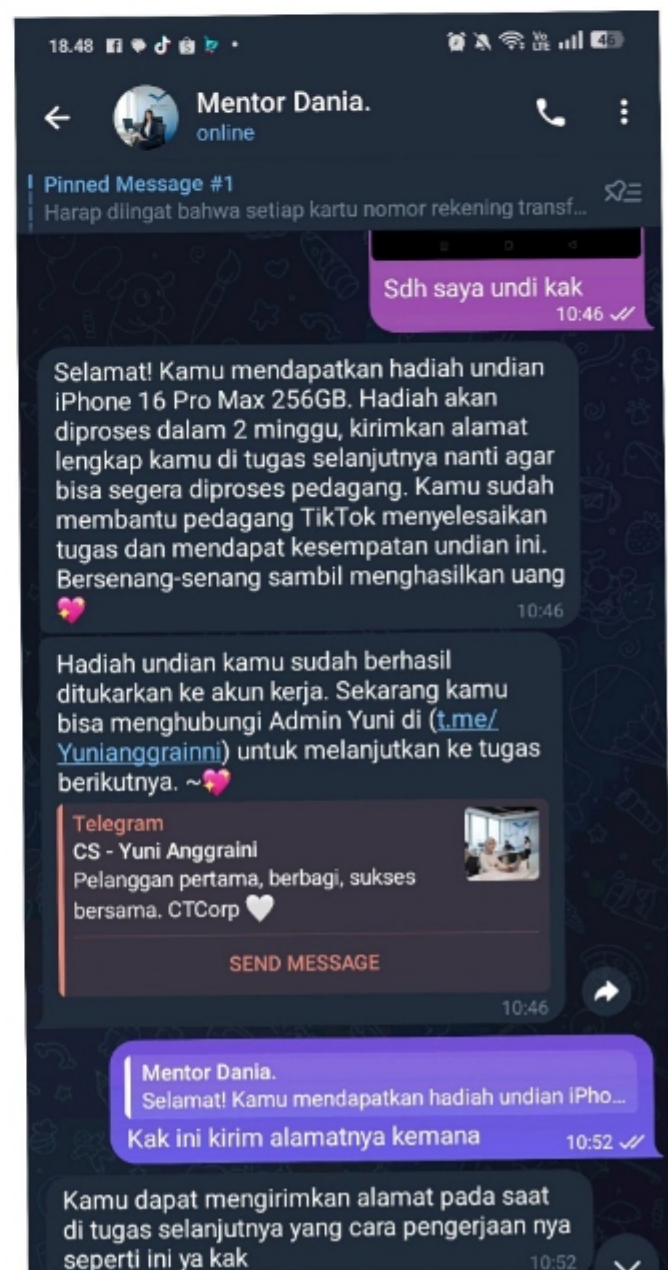 18.48
46
Mentor Dania.
online
Pinned Message #1
Harap diingat bahwa setiap kartu nomor rekening transf...
Sdh saya undi kak
10:46
Selamat! Kamu mendapatkan hadiah undian
iPhone 16 Pro Max 256GB. Hadiah akan
diproses dalam 2 minggu, kirimkan alamat
lengkap kamu di tugas selanjutnya nanti agar
bisa segera diproses pedagang. Kamu sudah
membantu pedagang TikTok menyelesaikan
tugas dan mendapat kesempatan undian ini.
Bersenang-senang sambil menghasilkan uang
💖 10:46
Hadiah undian kamu sudah berhasil
ditukarkan ke akun kerja. Sekarang kamu
bisa menghubungi Admin Yuni di (t.me/
Yunianggrainni) untuk melanjutkan ke tugas
berikutnya. ~💖
Telegram
CS - Yuni Anggraini
Pelanggan pertama, berbagi, sukses
bersama. CTCorp 🤍
SEND MESSAGE
10:46
Mentor Dania.
Selamat! Kamu mendapatkan hadiah undian iPho...
Kak ini kirim alamatnya kemana
10:52
Kamu dapat mengirimkan alamat pada saat
di tugas selanjutnya yang cara pengerjaan nya
seperti ini ya kak
10:52